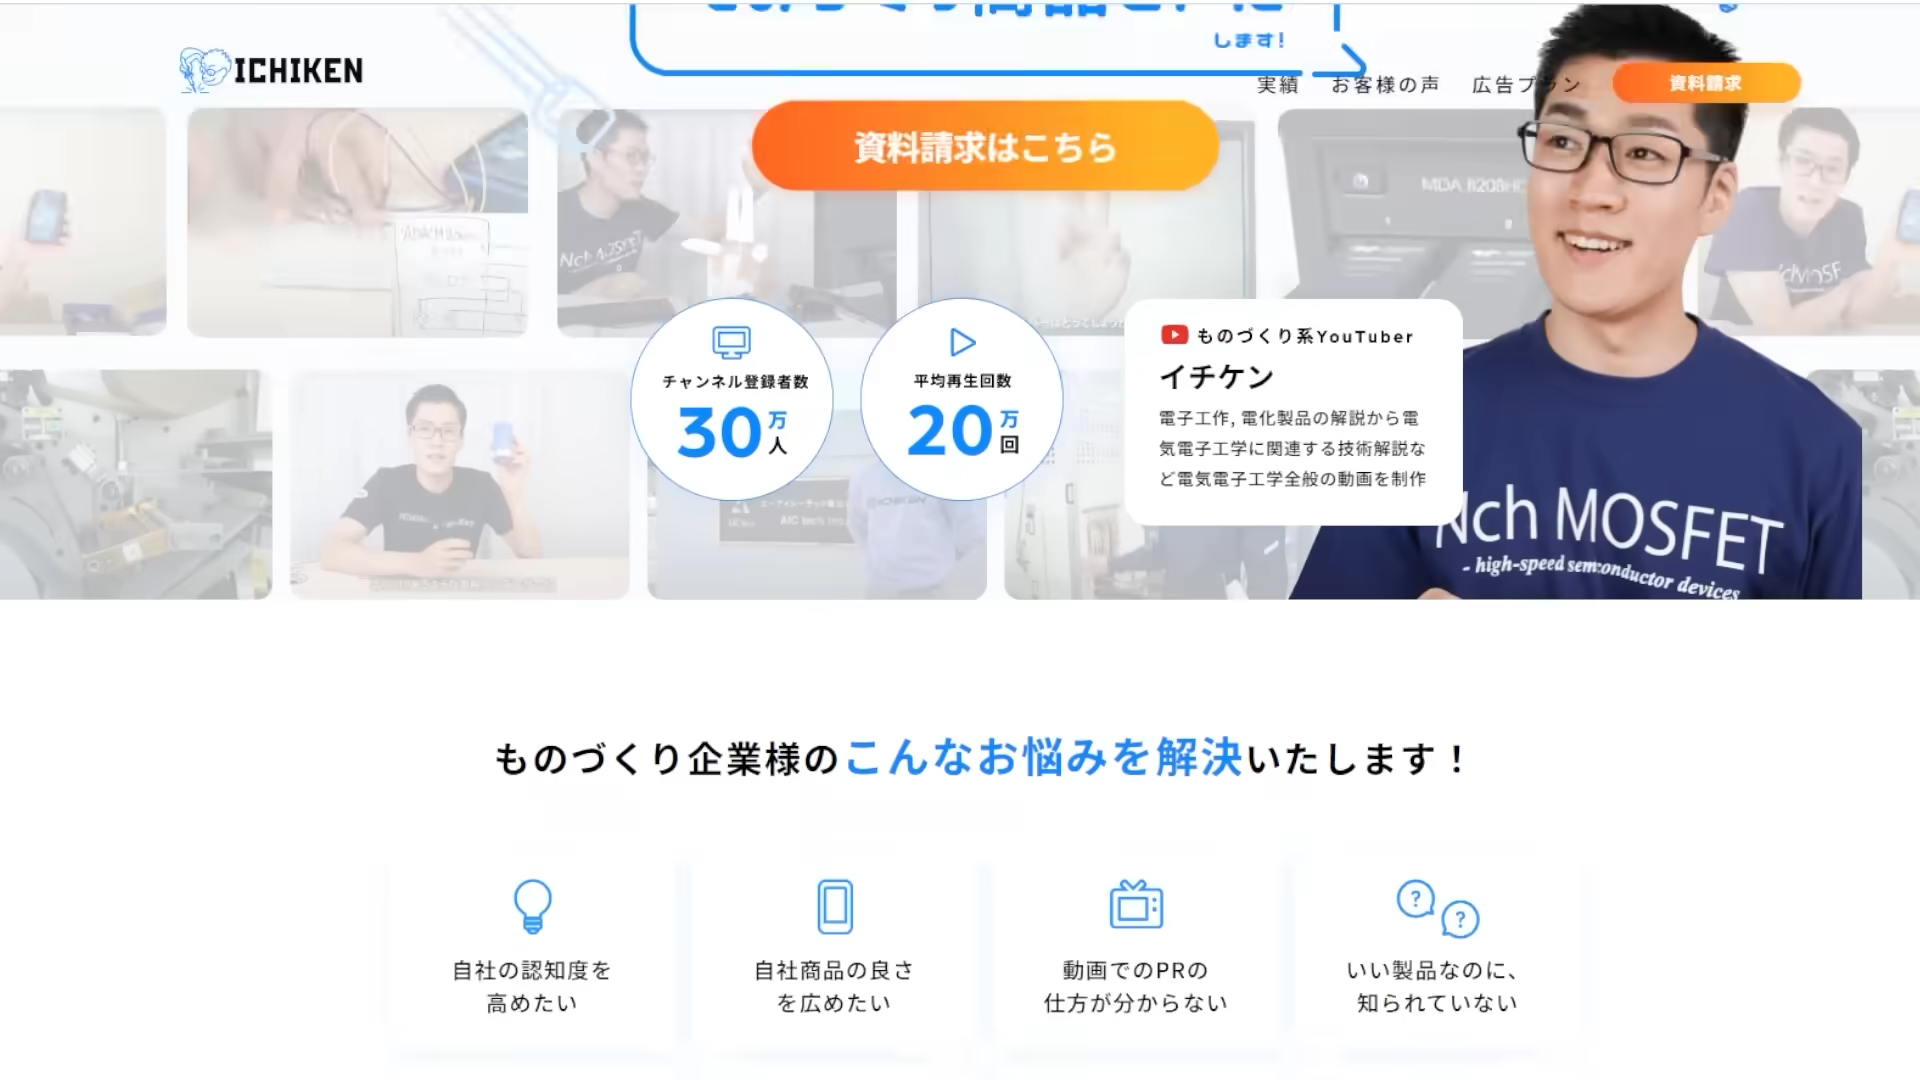 します!
ICHIKEN
実績 お客様の声 広告プラン 資料請求
資料請求はこちら
MDA 8208HC
チャンネル登録者数
30万人
平均再生回数
20万回
ものづくり系YouTuber
イチケン
電子工作, 電化製品の解説から電
気電子工学に関連する技術解説な
ど電気電子工学全般の動画を制作
Nch MOSFET
- high-speed semiconductor devices
ものづくり企業様のこんなお悩みを解決いたします！
自社の認知度を
高めたい
自社商品の良さ
を広めたい
動画でのPRの
仕方が分からない
いい製品なのに、
知られていない